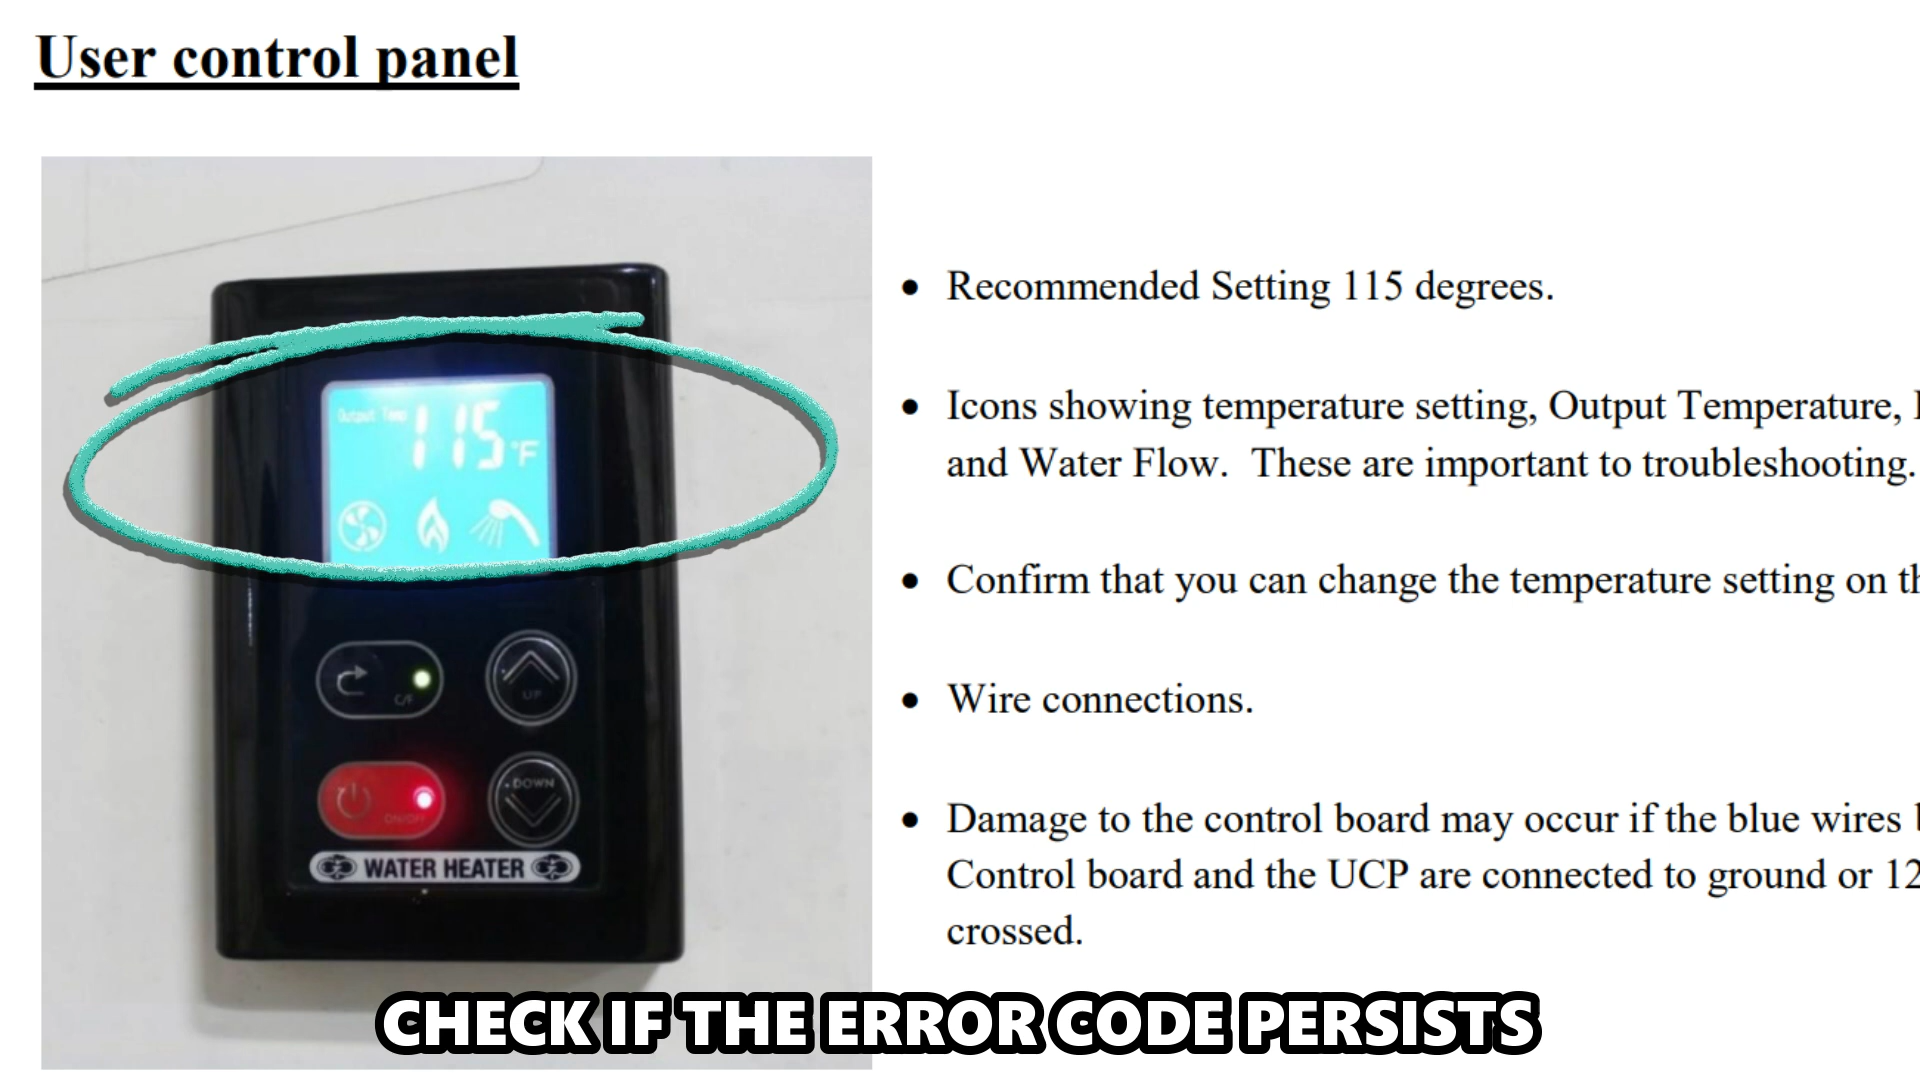 User control panel
Output Temp 115 °F
C/F
UP
DOWN
ON/OFF
WATER HEATER
Recommended Setting 115 degrees.
Icons showing temperature setting, Output Temperature,
and Water Flow. These are important to troubleshooting.
Confirm that you can change the temperature setting on th
Wire connections.
Damage to the control board may occur if the blue wires b
Control board and the UCP are connected to ground or 12
crossed.
CHECK IF THE ERROR CODE PERSISTS